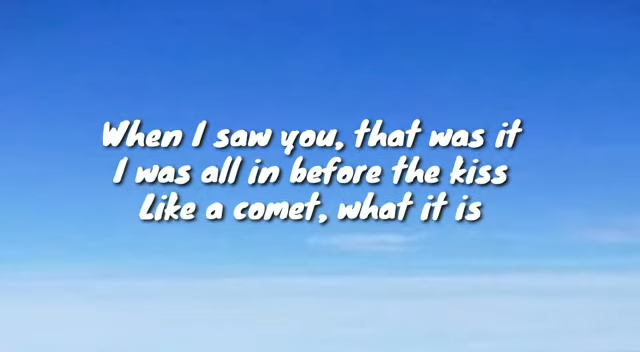 When I saw you, that was it
I was all in before the kiss
Like a comet, what it is